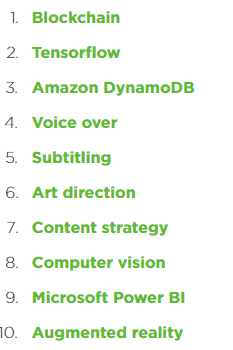 1. Blockchain
2. Tensorflow
3. Amazon DynamoDB
4. Voice over
5. Subtitling
6. Art direction
7. Content strategy
8. Computer vision
9. Microsoft Power BI
10. Augmented reality